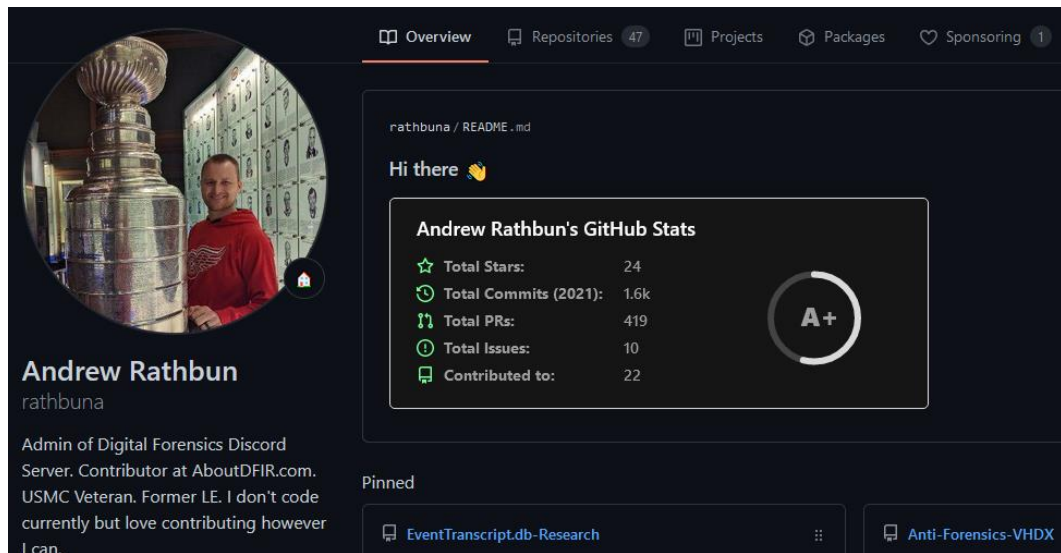 Overview
Repositories 47
Projects
Packages
Sponsoring 1
rathbuna / README.md
Hi there 👋
Andrew Rathbun's GitHub Stats
Total Stars: 24
Total Commits (2021): 1.6k
Total PRs: 419
Total Issues: 10
Contributed to: 22
A+
Andrew Rathbun
rathbuna
Admin of Digital Forensics Discord
Server. Contributor at AboutDFIR.com.
USMC Veteran. Former LE. I don't code
currently but love contributing however
I can.
Pinned
EventTranscript.db-Research
Anti-Forensics-VHDX